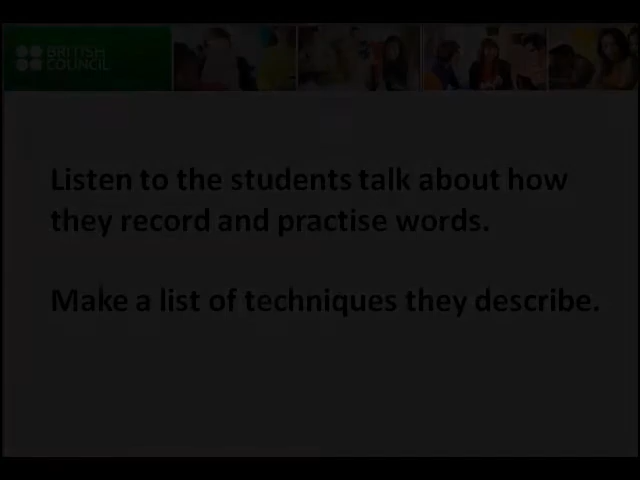 BRITISH
COUNCIL
Listen to the students talk about how
they record and practise words.
Make a list of techniques they describe.